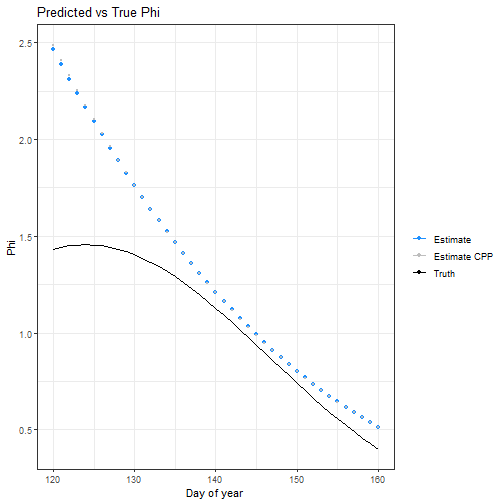 Predicted vs True Phi
2.5
2.0
1.5
1.0
0.5
Phi
120
130
140
150
160
Day of year
Estimate
Estimate CPP
Truth